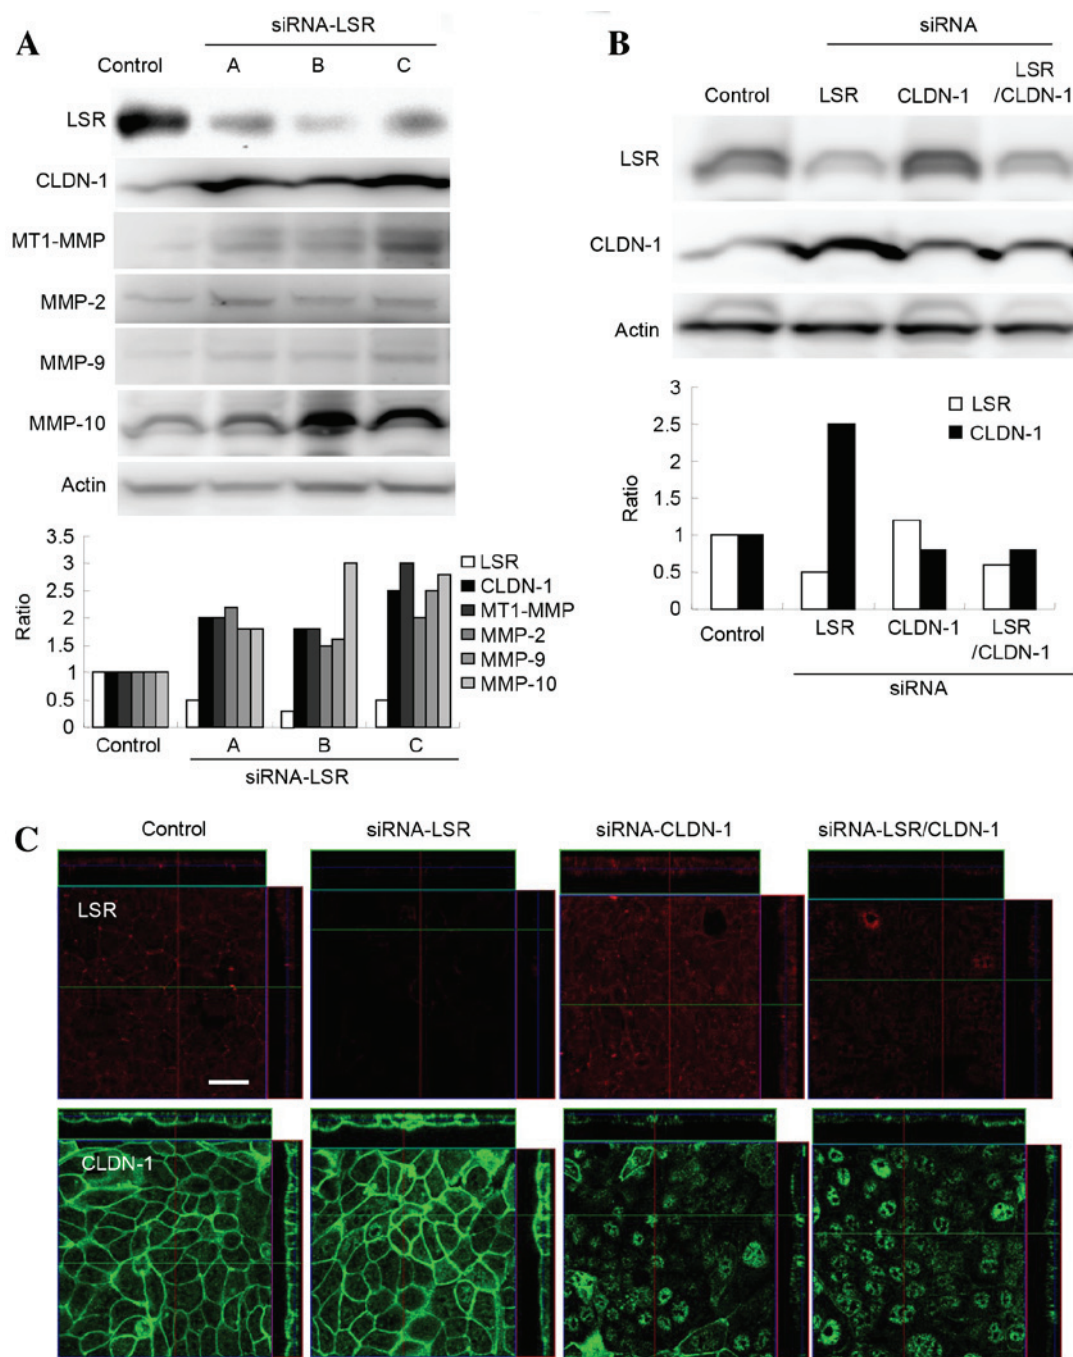 A
siRNA-LSR
Control A B C
LSR
CLDN-1
MT1-MMP
MMP-2
MMP-9
MMP-10
Actin
3.5
3
2.5
2
1.5
1
0.5
0
Ratio
LSR
CLDN-1
MT1-MMP
MMP-2
MMP-9
MMP-10
Control A B C
siRNA-LSR
B
siRNA
Control LSR CLDN-1 LSR
/CLDN-1
LSR
CLDN-1
Actin
3
2.5
2
1.5
1
0.5
0
Ratio
LSR
CLDN-1
Control LSR CLDN-1 LSR
/CLDN-1
siRNA
C
Control siRNA-LSR siRNA-CLDN-1 siRNA-LSR/CLDN-1
LSR
CLDN-1